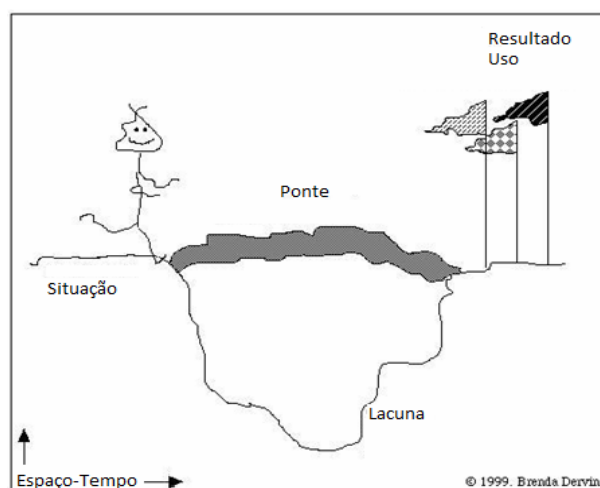 Resultado
Uso
Ponte
Situação
Lacuna
Espaço-Tempo
© 1999. Brenda Dervin